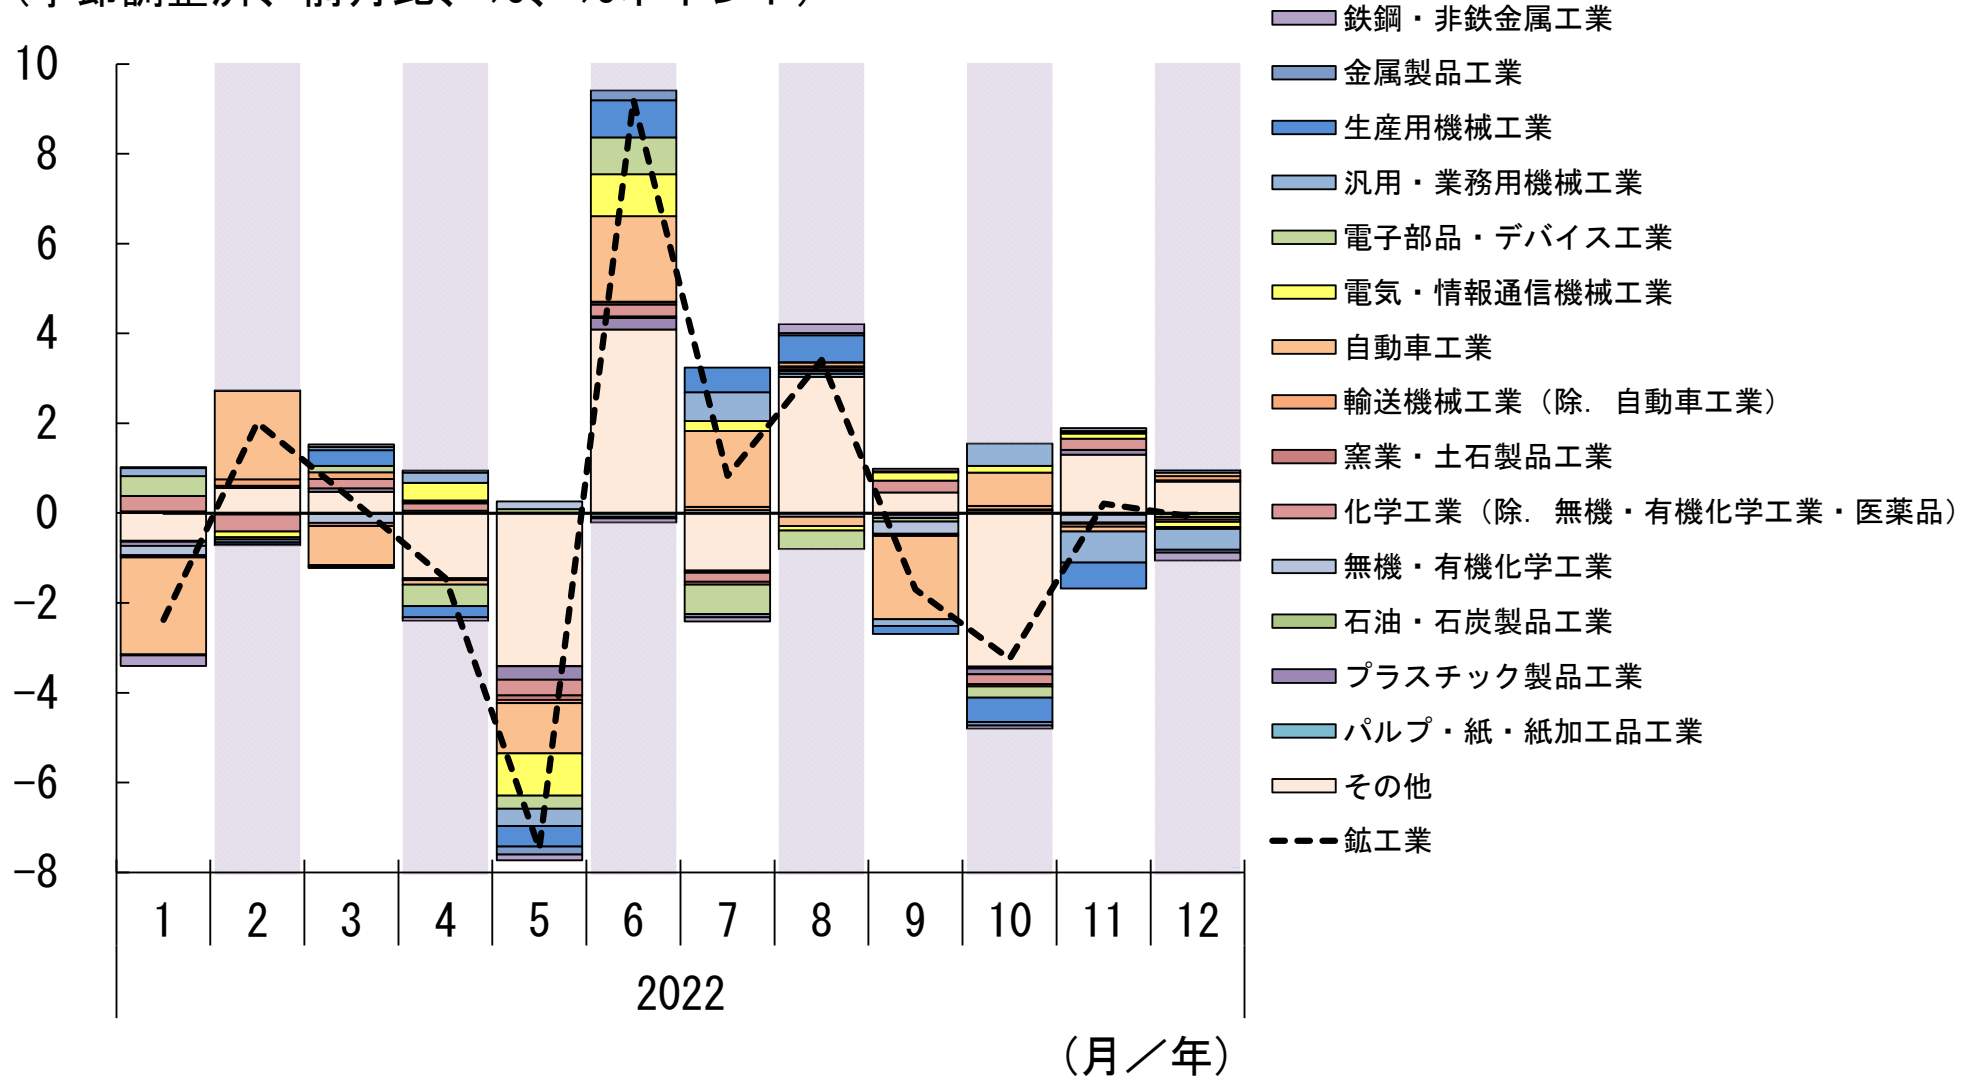 鉄鋼・非鉄金属工業
金属製品工業
生産用機械工業
汎用・業務用機械工業
電子部品・デバイス工業
電気・情報通信機械工業
自動車工業
輸送機械工業（除．自動車工業）
窯業・土石製品工業
化学工業（除．無機・有機化学工業・医薬品）
無機・有機化学工業
石油・石炭製品工業
プラスチック製品工業
パルプ・紙・紙加工品工業
その他
鉱工業
10
8
6
4
2
0
-2
-4
-6
-8
1 2 3 4 5 6 7 8 9 10 11 12
2022
（月／年）